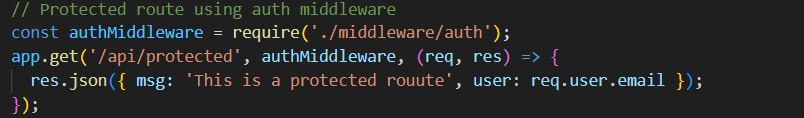 // Protected route using auth middleware
const authMiddleware = require('./middleware/auth');
app.get('/api/protected', authMiddleware, (req, res) => {
  res.json({ msg: 'This is a protected rouute', user: req.user.email });
});